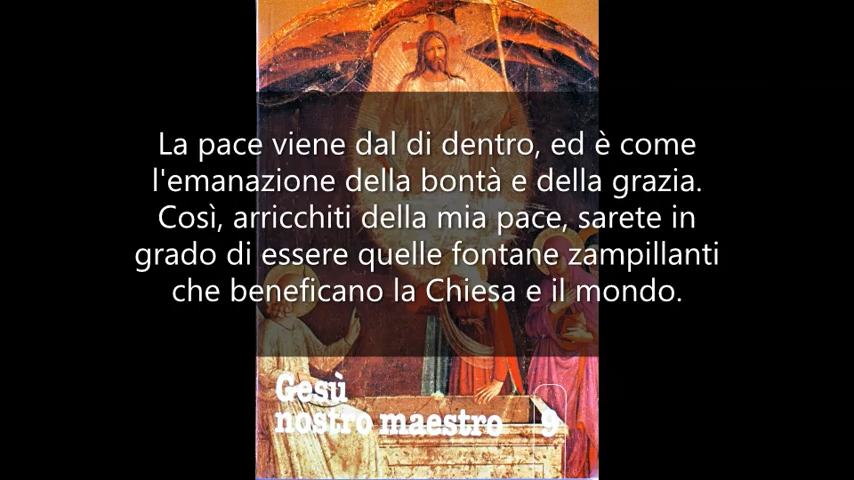 La pace viene dal di dentro, ed è come
l'emanazione della bontà e della grazia.
Così, arricchiti della mia pace, sarete in
grado di essere quelle fontane zampillanti
che beneficano la Chiesa e il mondo.
Gesù
nostro maestro 9